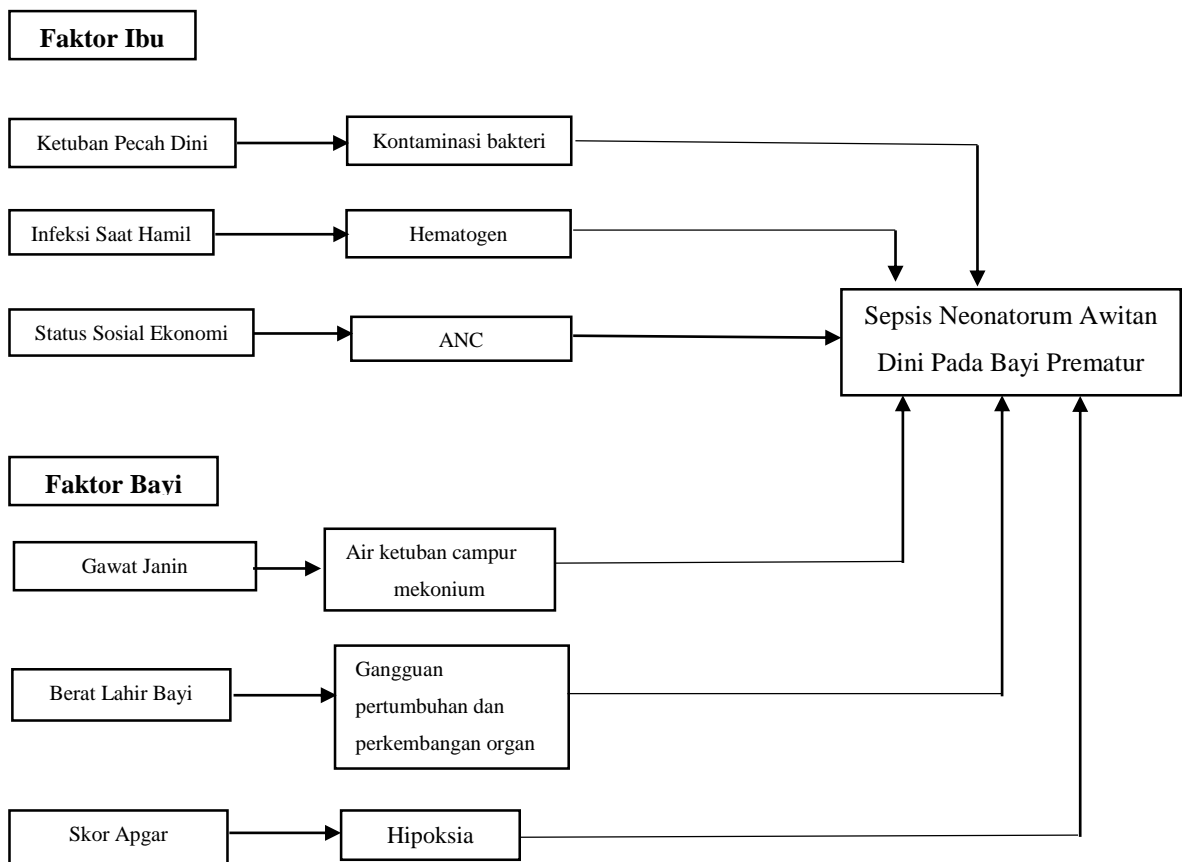 Faktor Ibu
Ketuban Pecah Dini
Kontaminasi bakteri
Infeksi Saat Hamil
Hematogen
Status Sosial Ekonomi
ANC
Sepsis Neonatorum Awitan
Dini Pada Bayi Prematur
Faktor Bayi
Gawat Janin
Air ketuban campur
mekonium
Berat Lahir Bayi
Gangguan
pertumbuhan dan
perkembangan organ
Skor Apgar
Hipoksia